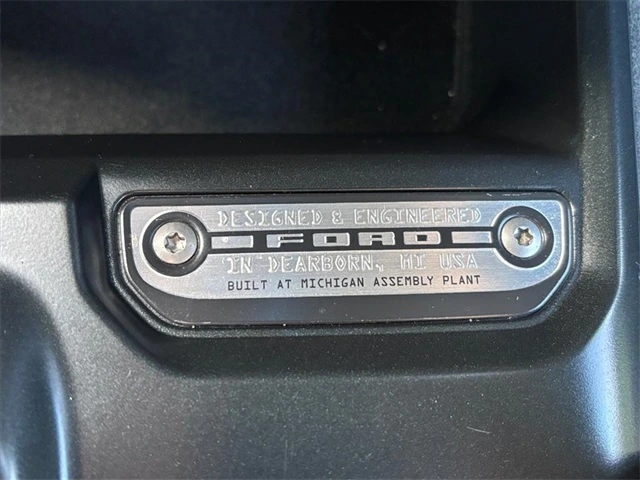 DESIGNED & ENGINEERED
FORD
IN DEARBORN, MI USA
BUILT AT MICHIGAN ASSEMBLY PLANT